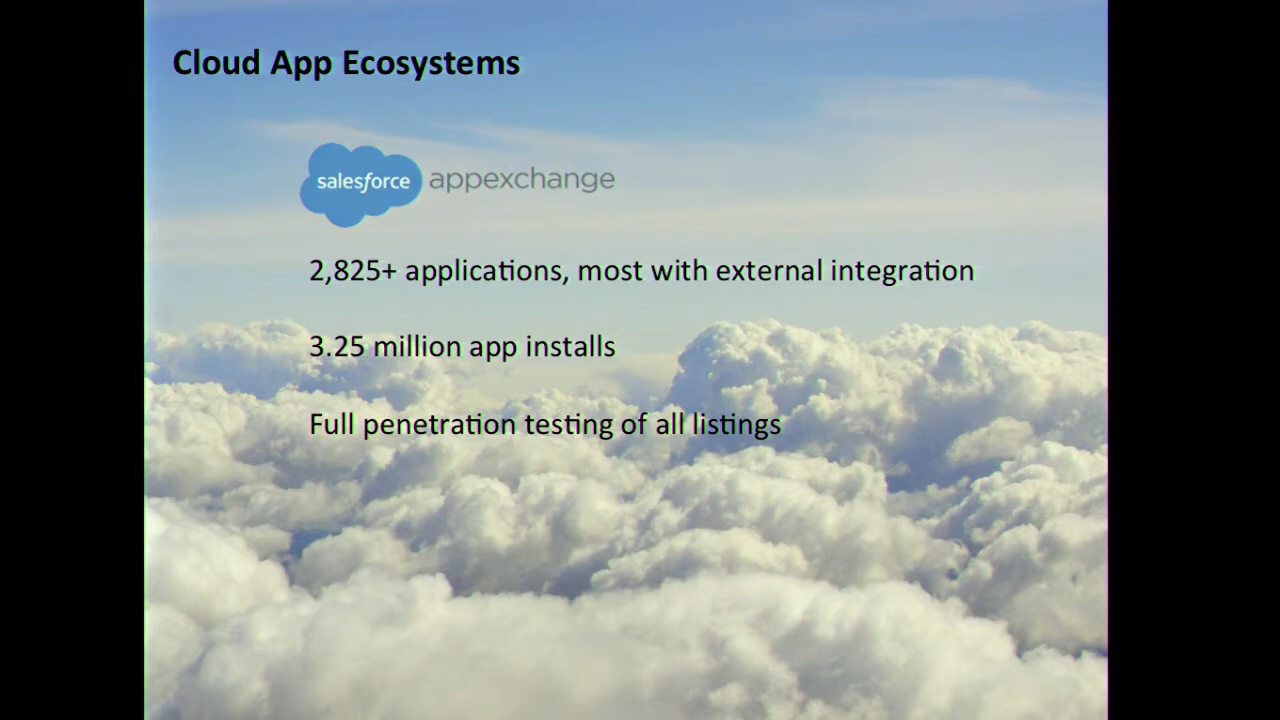 Cloud App Ecosystems
salesforce appexchange
2,825+ applications, most with external integration
3.25 million app installs
Full penetration testing of all listings